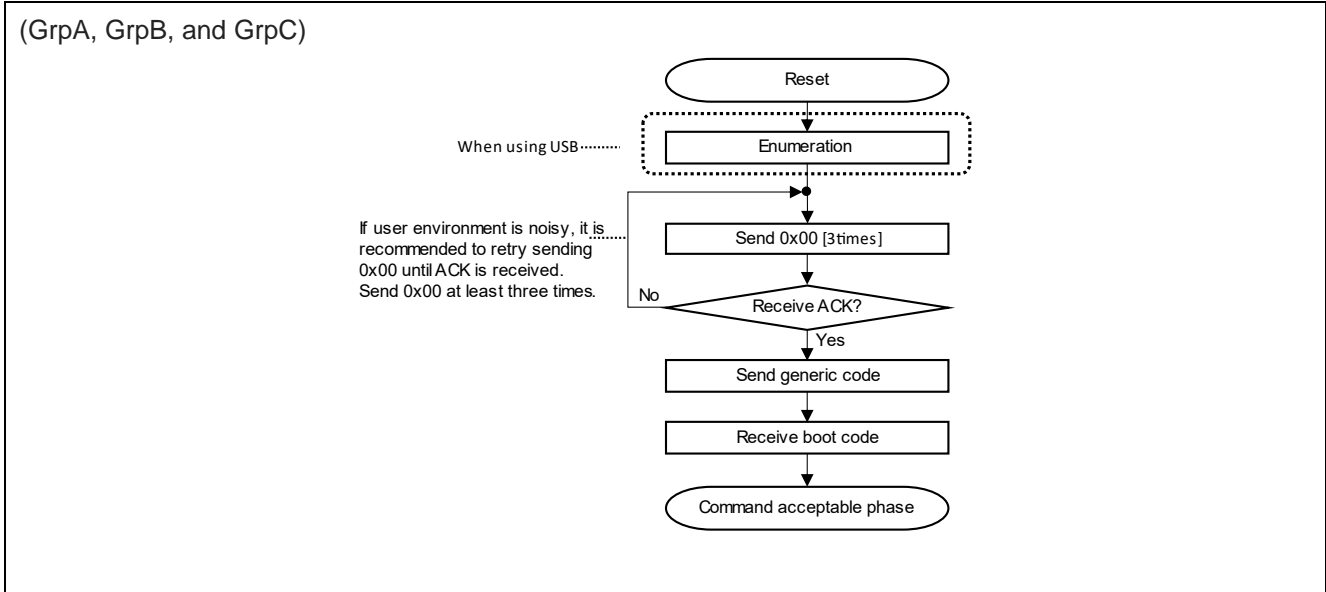 (GrpA, GrpB, and GrpC)
Reset
When using USB
Enumeration
If user environment is noisy, it is
recommended to retry sending
0x00 until ACK is received.
Send 0x00 at least three times.
Send 0x00 [3times]
No
Receive ACK?
Yes
Send generic code
Receive boot code
Command acceptable phase